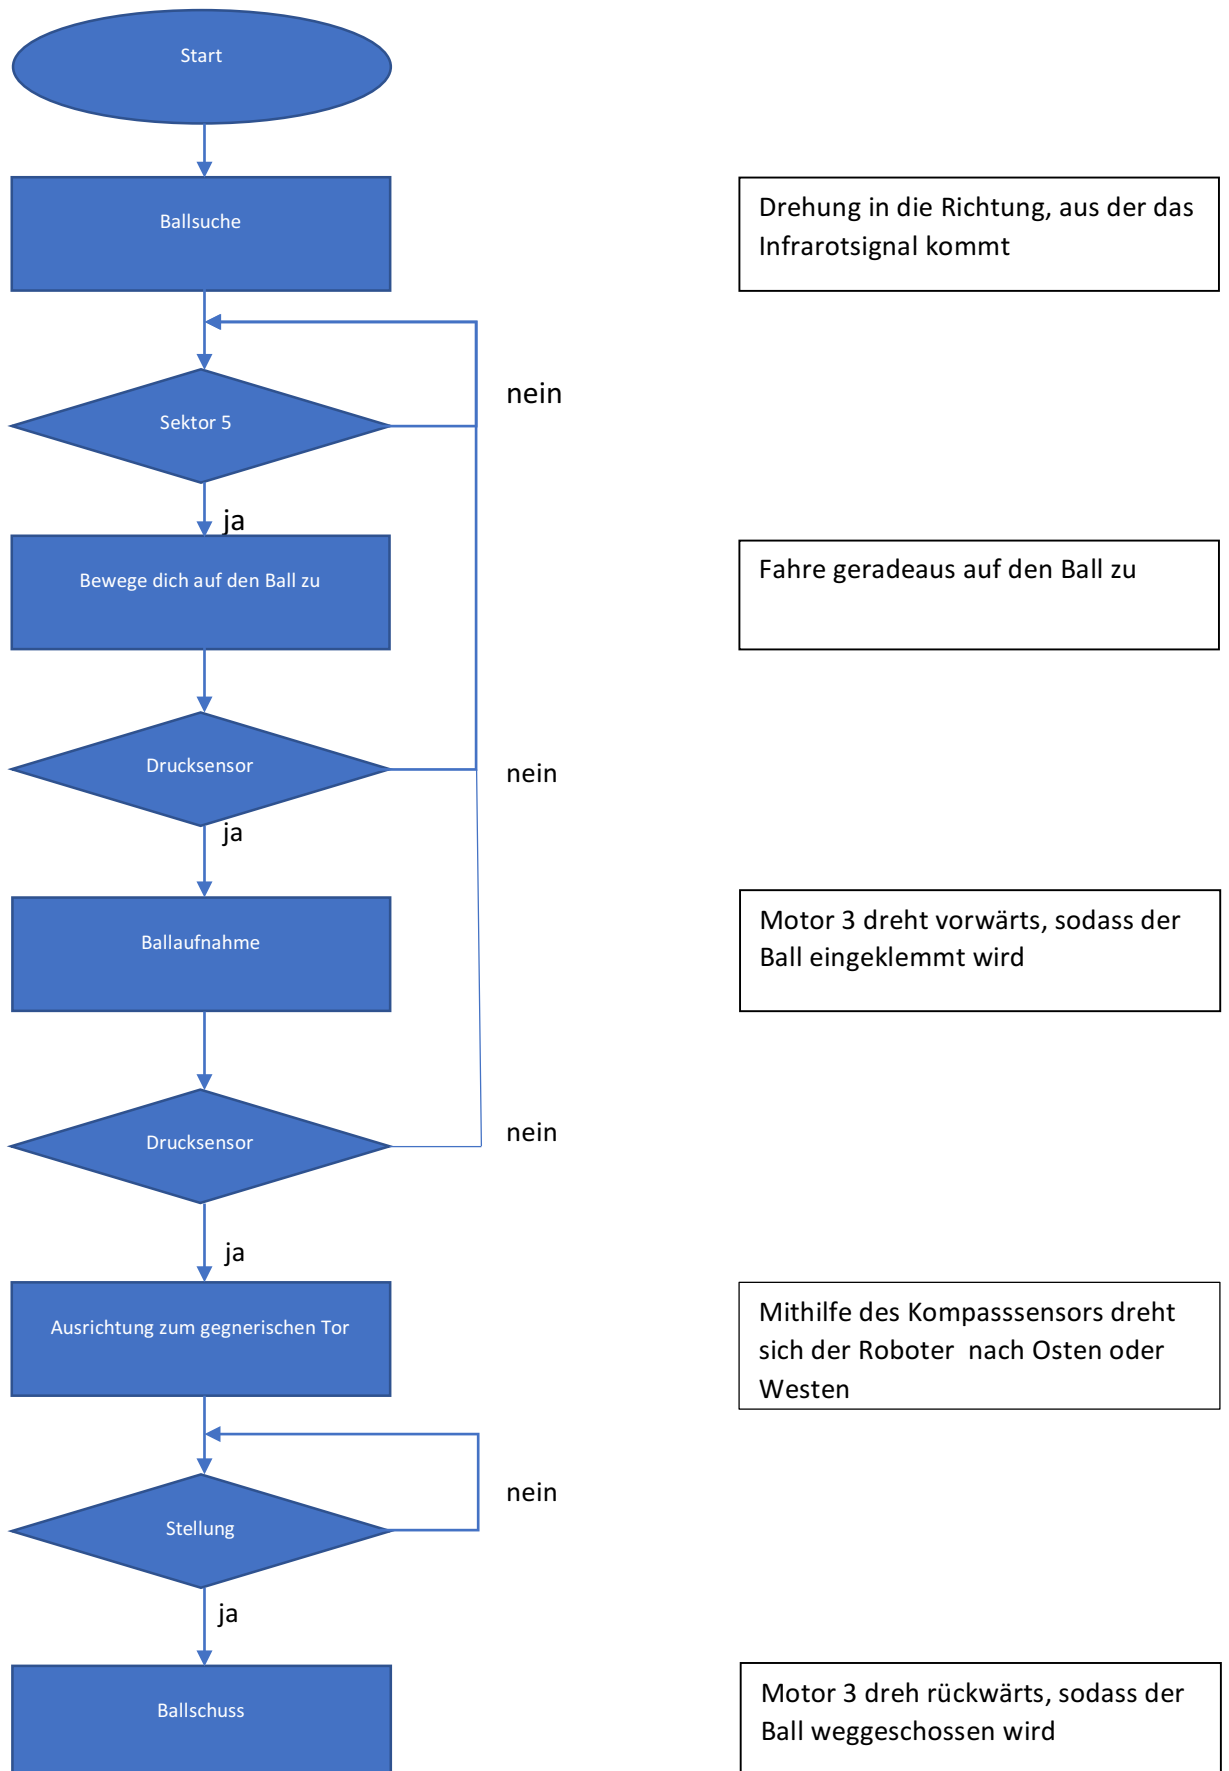 Start
Ballsuche
Drehung in die Richtung, aus der das
Infrarotsignal kommt
nein
Sektor 5
ja
Bewege dich auf den Ball zu
Fahre geradeaus auf den Ball zu
Drucksensor
nein
ja
Ballaufnahme
Motor 3 dreht vorwärts, sodass der
Ball eingeklemmt wird
Drucksensor
nein
ja
Ausrichtung zum gegnerischen Tor
Mithilfe des Kompasssensors dreht
sich der Roboter nach Osten oder
Westen
nein
Stellung
ja
Ballschuss
Motor 3 dreh rückwärts, sodass der
Ball weggeschossen wird